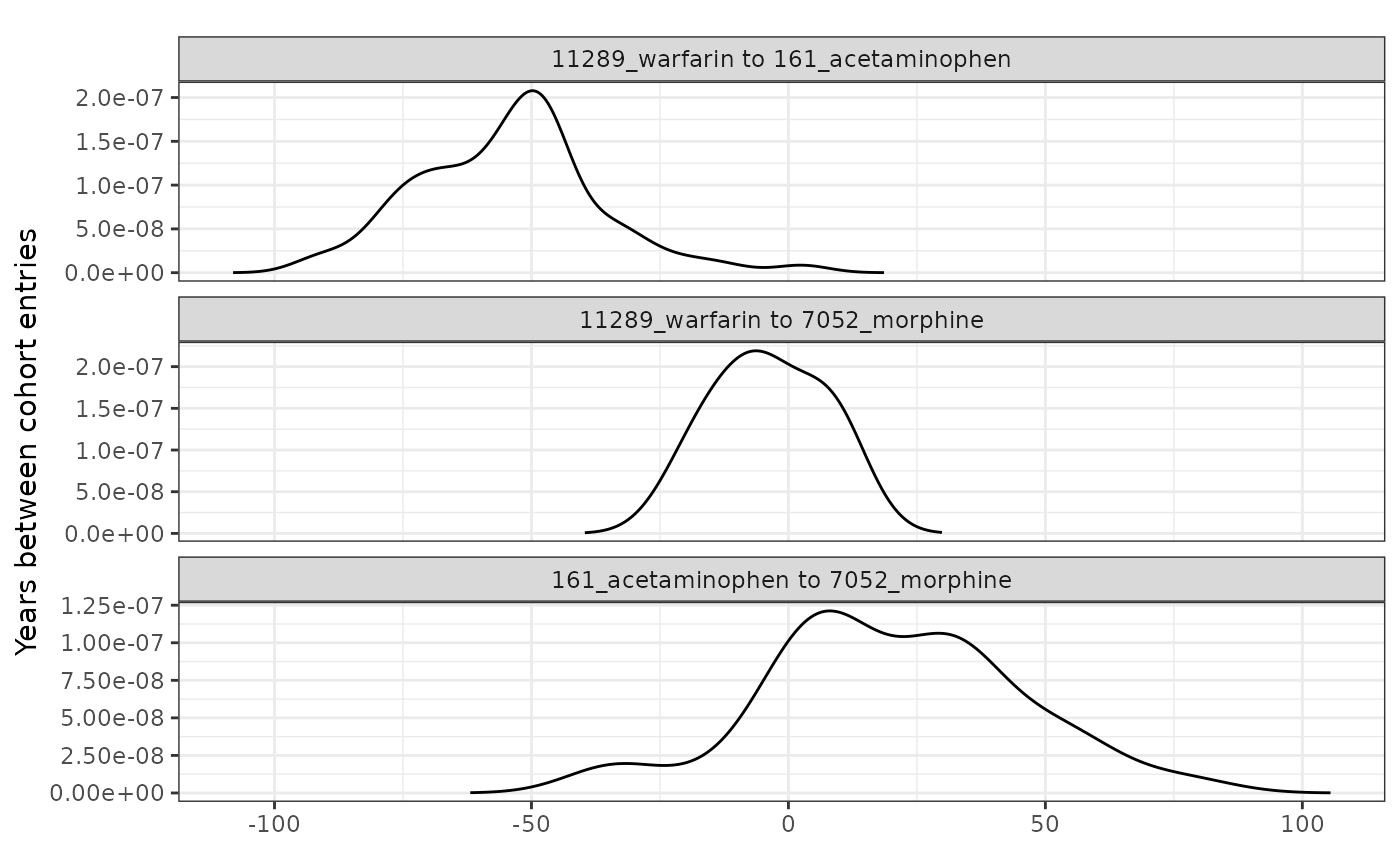 Years between cohort entries
11289_warfarin to 161_acetaminophen
2.0e-07
1.5e-07
1.0e-07
5.0e-08
0.0e+00
11289_warfarin to 7052_morphine
2.0e-07
1.5e-07
1.0e-07
5.0e-08
0.0e+00
161_acetaminophen to 7052_morphine
1.25e-07
1.00e-07
7.50e-08
5.00e-08
2.50e-08
0.00e+00
-100 -50 0 50 100